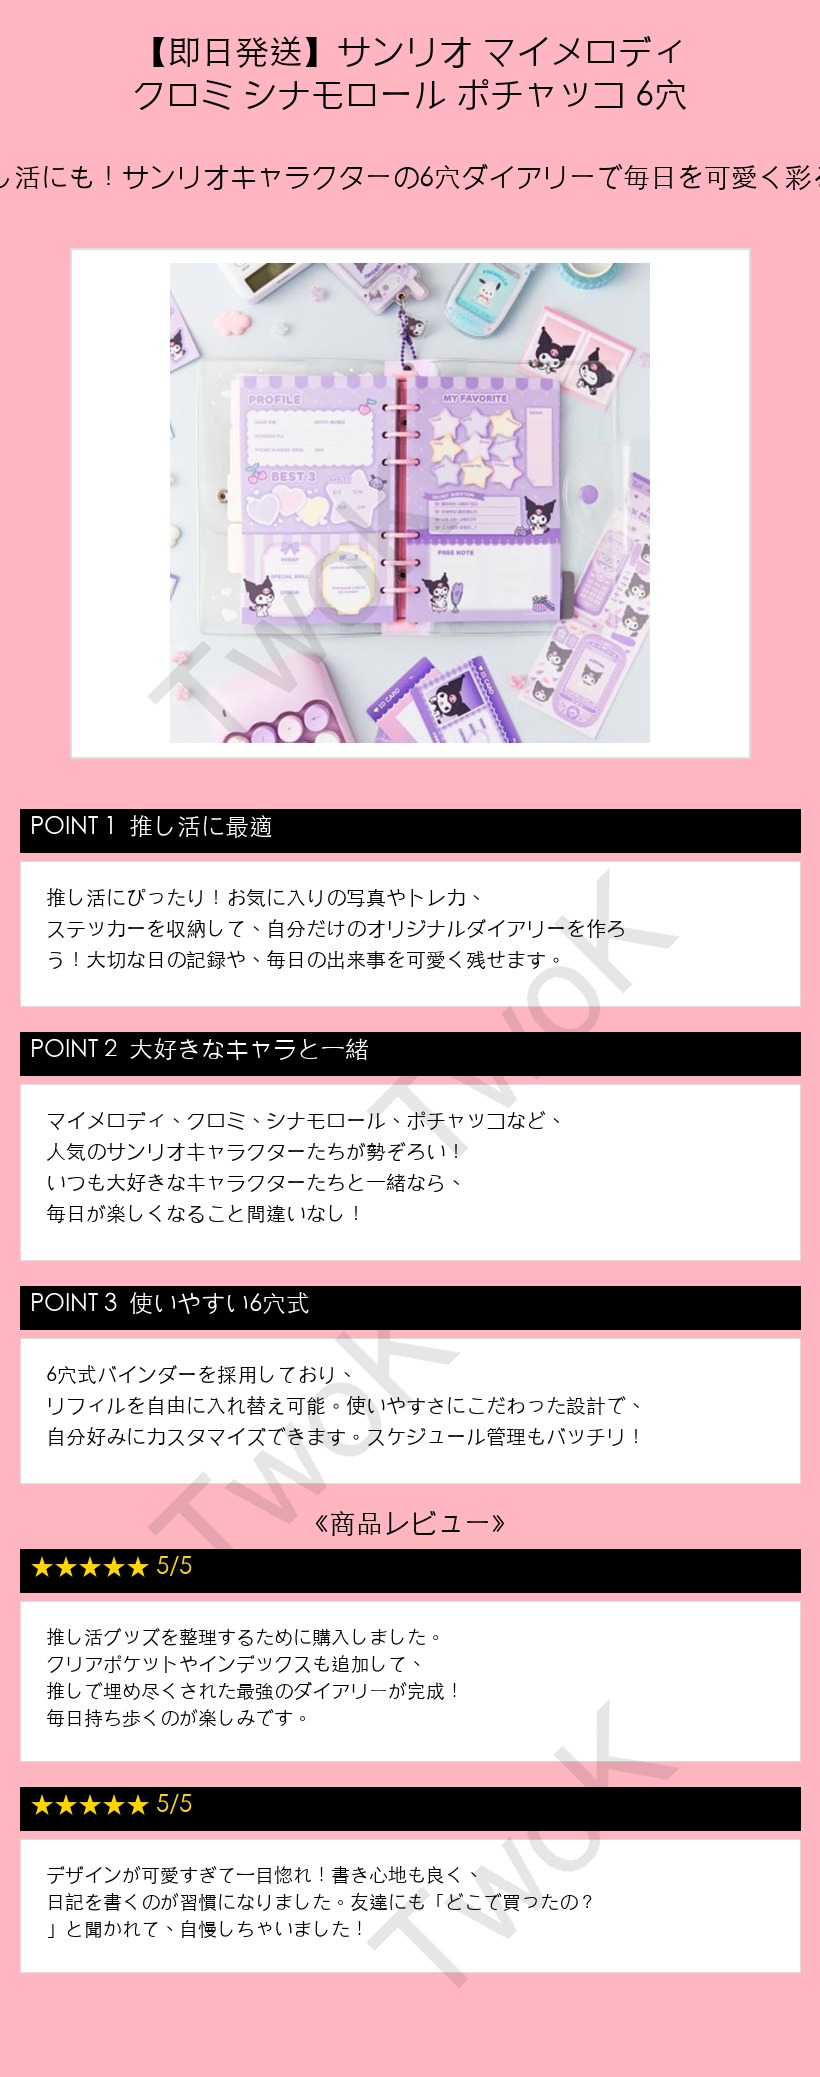 【即日発送】サンリオ マイメロディ
クロミ シナモロール ポチャッコ 6穴
し活にも！サンリオキャラクターの6穴ダイアリーで毎日を可愛く彩る
PROFILE
MY FAVORITE
BEST 3
FREE NOTE
SPECIAL SKILL
ID CARD
ID CARD
TwoK
POINT 1 推し活に最適
推し活にぴったり！お気に入りの写真やトレカ、
ステッカーを収納して、自分だけのオリジナルダイアリーを作ろ
う！大切な日の記録や、毎日の出来事を可愛く残せます。
TwoK
POINT 2 大好きなキャラと一緒
マイメロディ、クロミ、シナモロール、ポチャッコなど、
人気のサンリオキャラクターたちが勢ぞろい！
いつも大好きなキャラクターたちと一緒なら、
毎日が楽しくなること間違いなし！
POINT 3 使いやすい6穴式
6穴式バインダーを採用しており、
リフィルを自由に入れ替え可能。使いやすさにこだわった設計で、
自分好みにカスタマイズできます。スケジュール管理もバッチリ！
TwoK
《商品レビュー》
★★★★★ 5/5
推し活グッズを整理するために購入しました。
クリアポケットやインデックスも追加して、
推しで埋め尽くされた最強のダイアリーが完成！
毎日持ち歩くのが楽しみです。
★★★★★ 5/5
デザインが可愛すぎて一目惚れ！書き心地も良く、
日記を書くのが習慣になりました。友達にも「どこで買ったの？
」と聞かれて、自慢しちゃいました！
TwoK